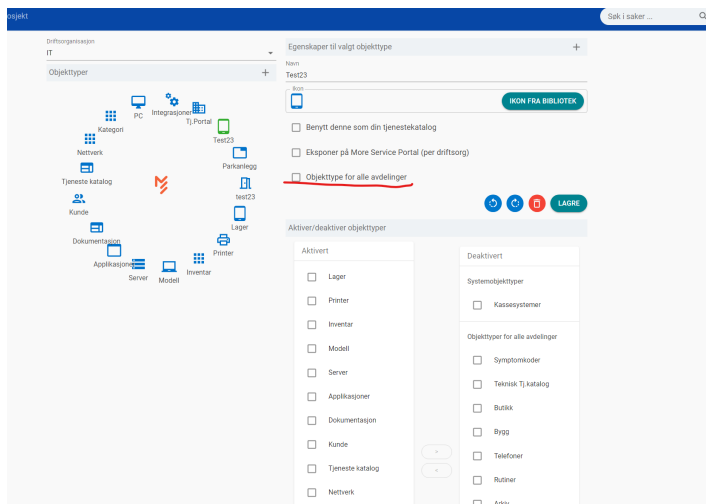 osjekt
Søk i saker ...
Driftsorganisasjon
IT
Objekttyper
+
PC
Integrasjoner
Tj.Portal
Kategori
Test23
Nettverk
Parkanlegg
Tjeneste katalog
test23
Kunde
Lager
Dokumentasjon
Printer
Applikasjoner
Server
Modell
Inventar
Egenskaper til valgt objekttype
+
Navn
Test23
Ikon
IKON FRA BIBLIOTEK
Benytt denne som din tjenestekatalog
Eksponer på More Service Portal (per driftsorg)
Objekttype for alle avdelinger
LAGRE
Aktiver/deaktiver objekttyper
Aktivert
Lager
Printer
Inventar
Modell
Server
Applikasjoner
Dokumentasjon
Kunde
Tjeneste katalog
Nettverk
Deaktivert
Systemobjekttyper
Kassesystemer
Objekttyper for alle avdelinger
Symptomkoder
Teknisk Tj.katalog
Butikk
Bygg
Telefoner
Rutiner
Arkiv